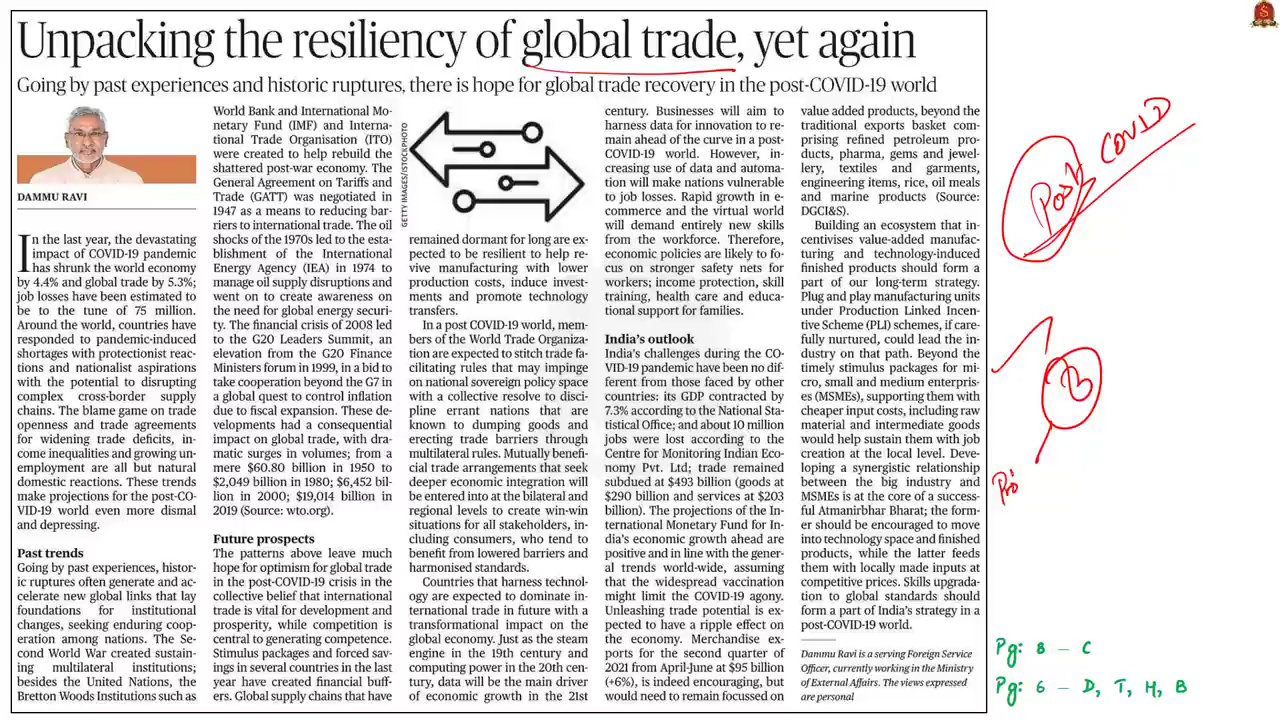 Unpacking the resiliency of global trade, yet again
Going by past experiences and historic ruptures, there is hope for global trade recovery in the post-COVID-19 world
DAMMU RAVI
In the last year, the devastating
impact of COVID-19 pandemic
has shrunk the world economy
by 4.4% and global trade by 5.3%;
job losses have been estimated to
be to the tune of 75 million.
Around the world, countries have
responded to pandemic-induced
shortages with protectionist reac-
tions and nationalist aspirations
with the potential to disrupting
complex cross-border supply
chains. The blame game on trade
openness and trade agreements
for widening trade deficits, in-
come inequalities and growing un-
employment are all but natural
domestic reactions. These trends
make projections for the post-CO-
VID-19 world even more dismal
and depressing.
Past trends
Going by past experiences, histor-
ic ruptures often generate and ac-
celerate new global links that lay
foundations for institutional
changes, seeking enduring coop-
eration among nations. The Se-
cond World War created sustain-
ing multilateral institutions;
besides the United Nations, the
Bretton Woods Institutions such as
World Bank and International Mo-
netary Fund (IMF) and Interna-
tional Trade Organisation (ITO)
were created to help rebuild the
shattered post-war economy. The
General Agreement on Tariffs and
Trade (GATT) was negotiated in
1947 as a means to reducing bar-
riers to international trade. The oil
shocks of the 1970s led to the esta-
blishment of the International
Energy Agency (IEA) in 1974 to
manage oil supply disruptions and
went on to create awareness on
the need for global energy securi-
ty. The financial crisis of 2008 led
to the G20 Leaders Summit, an
elevation from the G20 Finance
Ministers forum in 1999, in a bid to
take cooperation beyond the G7 in
a global quest to control inflation
due to fiscal expansion. These de-
velopments had a consequential
impact on global trade, with dra-
matic surges in volumes; from a
mere $60.80 billion in 1950 to
$2,049 billion in 1980; $6,452 bil-
lion in 2000; $19,014 billion in
2019 (Source: wto.org).
Future prospects
The patterns above leave much
hope for optimism for global trade
in the post-COVID-19 crisis in the
collective belief that international
trade is vital for development and
prosperity, while competition is
central to generating competence.
Stimulus packages and forced sav-
ings in several countries in the last
year have created financial buff-
ers. Global supply chains that have
GETTY IMAGES/ISTOCKPHOTO
remained dormant for long are ex-
pected to be resilient to help re-
vive manufacturing with lower
production costs, induce invest-
ments and promote technology
transfers.
In a post COVID-19 world, mem-
bers of the World Trade Organiza-
tion are expected to stitch trade fa-
cilitating rules that may impinge
on national sovereign policy space
with a collective resolve to disci-
pline errant nations that are
known to dumping goods and
erecting trade barriers through
multilateral rules. Mutually benefi-
cial trade arrangements that seek
deeper economic integration will
be entered into at the bilateral and
regional levels to create win-win
situations for all stakeholders, in-
cluding consumers, who tend to
benefit from lowered barriers and
harmonised standards.
Countries that harness technol-
ogy are expected to dominate in-
ternational trade in future with a
transformational impact on the
global economy. Just as the steam
engine in the 19th century and
computing power in the 20th cen-
tury, data will be the main driver
of economic growth in the 21st
century. Businesses will aim to
harness data for innovation to re-
main ahead of the curve in a post-
COVID-19 world. However, in-
creasing use of data and automa-
tion will make nations vulnerable
to job losses. Rapid growth in e-
commerce and the virtual world
will demand entirely new skills
from the workforce. Therefore,
economic policies are likely to fo-
cus on stronger safety nets for
workers; income protection, skill
training, health care and educa-
tional support for families.
India's outlook
India's challenges during the CO-
VID-19 pandemic have been no dif-
ferent from those faced by other
countries: its GDP contracted by
7.3% according to the National Sta-
tistical Office; and about 10 million
jobs were lost according to the
Centre for Monitoring Indian Eco-
nomy Pvt. Ltd; trade remained
subdued at $493 billion (goods at
$290 billion and services at $203
billion). The projections of the In-
ternational Monetary Fund for In-
dia's economic growth ahead are
positive and in line with the gener-
al trends world-wide, assuming
that the widespread vaccination
might limit the COVID-19 agony.
Unleashing trade potential is ex-
pected to have a ripple effect on
the economy. Merchandise ex-
ports for the second quarter of
2021 from April-June at $95 billion
(+6%), is indeed encouraging, but
would need to remain focussed on
value added products, beyond the
traditional exports basket com-
prising refined petroleum pro-
ducts, pharma, gems and jewel-
lery, textiles and garments,
engineering items, rice, oil meals
and marine products (Source:
DGCI&S).
Building an ecosystem that in-
centivises value-added manufac-
turing and technology-induced
finished products should form a
part of our long-term strategy.
Plug and play manufacturing units
under Production Linked Incen-
tive Scheme (PLI) schemes, if care-
fully nurtured, could lead the in-
dustry on that path. Beyond the
timely stimulus packages for mi-
cro, small and medium enterpris-
es (MSMEs), supporting them with
cheaper input costs, including raw
material and intermediate goods
would help sustain them with job
creation at the local level. Devel-
oping a synergistic relationship
between the big industry and
MSMEs is at the core of a success-
ful Atmanirbhar Bharat; the for-
mer should be encouraged to move
into technology space and finished
products, while the latter feeds
them with locally made inputs at
competitive prices. Skills upgrada-
tion to global standards should
form a part of India's strategy in a
post-COVID-19 world.
Dammu Ravi is a serving Foreign Service
Officer, currently working in the Ministry
of External Affairs. The views expressed
are personal
Post COVID
B
Pri
Pg: 8 - C
Pg: 6 - D, T, H, B